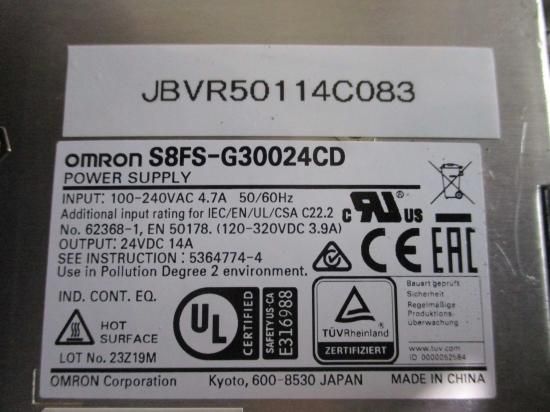 JBVR50114C083
OMRON S8FS-G30024CD
POWER SUPPLY
INPUT: 100-240VAC 4.7A 50/60Hz
Additional input rating for IEC/EN/UL/CSA C22.2
No. 62368-1, EN 50178. (120-320VDC 3.9A)
OUTPUT: 24VDC 14A
SEE INSTRUCTION : 5364774-4
Use in Pollution Degree 2 environment.
c RU US
CE EAC
IND. CONT. EQ.
HOT
SURFACE
LOT No. 23Z19M
UL
CERTIFIED
SAFETY US-CA
E316988
TÜVRheinland
ZERTIFIZIERT
Bauart geprüft
Sicherheit
Regelmäßige
Produktions-
überwachung
www.tuv.com
ID 0000052584
OMRON Corporation Kyoto, 600-8530 JAPAN MADE IN CHINA